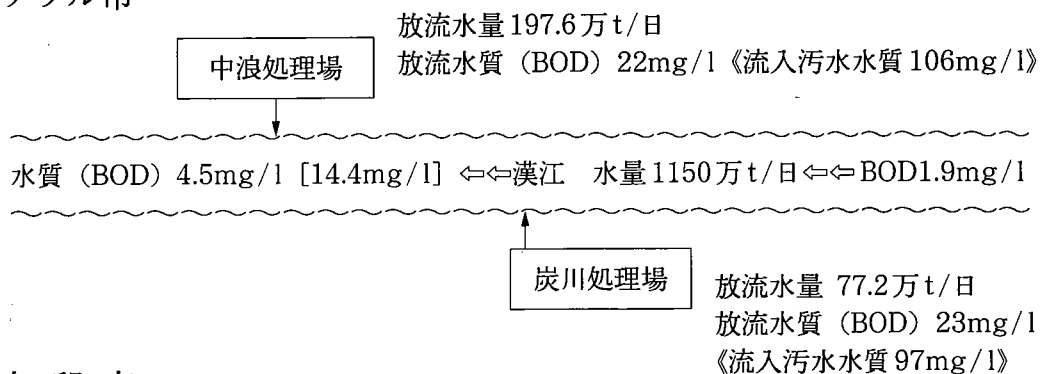 放流水量197.6万t/日
中浪処理場
放流水質（BOD）22mg/l《流入汚水水質106mg/l》
水質（BOD）4.5mg/l［14.4mg/l］⇦⇦漢江　水量1150万t/日⇦⇦BOD1.9mg/l
炭川処理場
放流水量 77.2万t/日
放流水質（BOD）23mg/l
《流入汚水水質97mg/l》